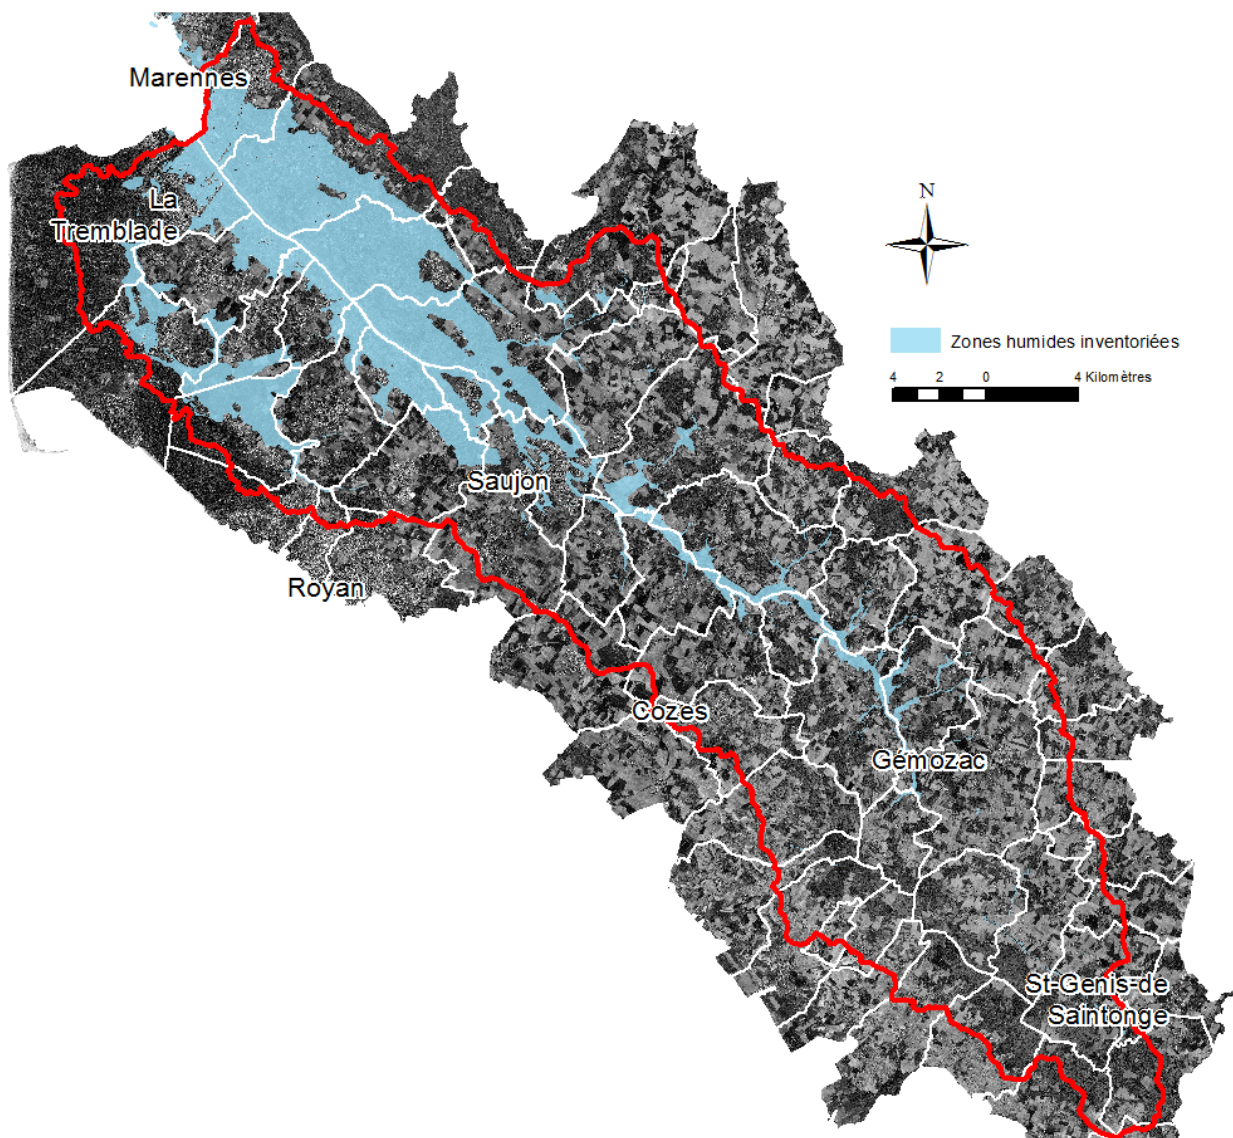 Marennes
La
Tremblade
N
Zones humides inventoriées
4 2 0 4 Kilomètres
Saujon
Royan
Cozes
Gémozac
St-Genis-de
Saintonge